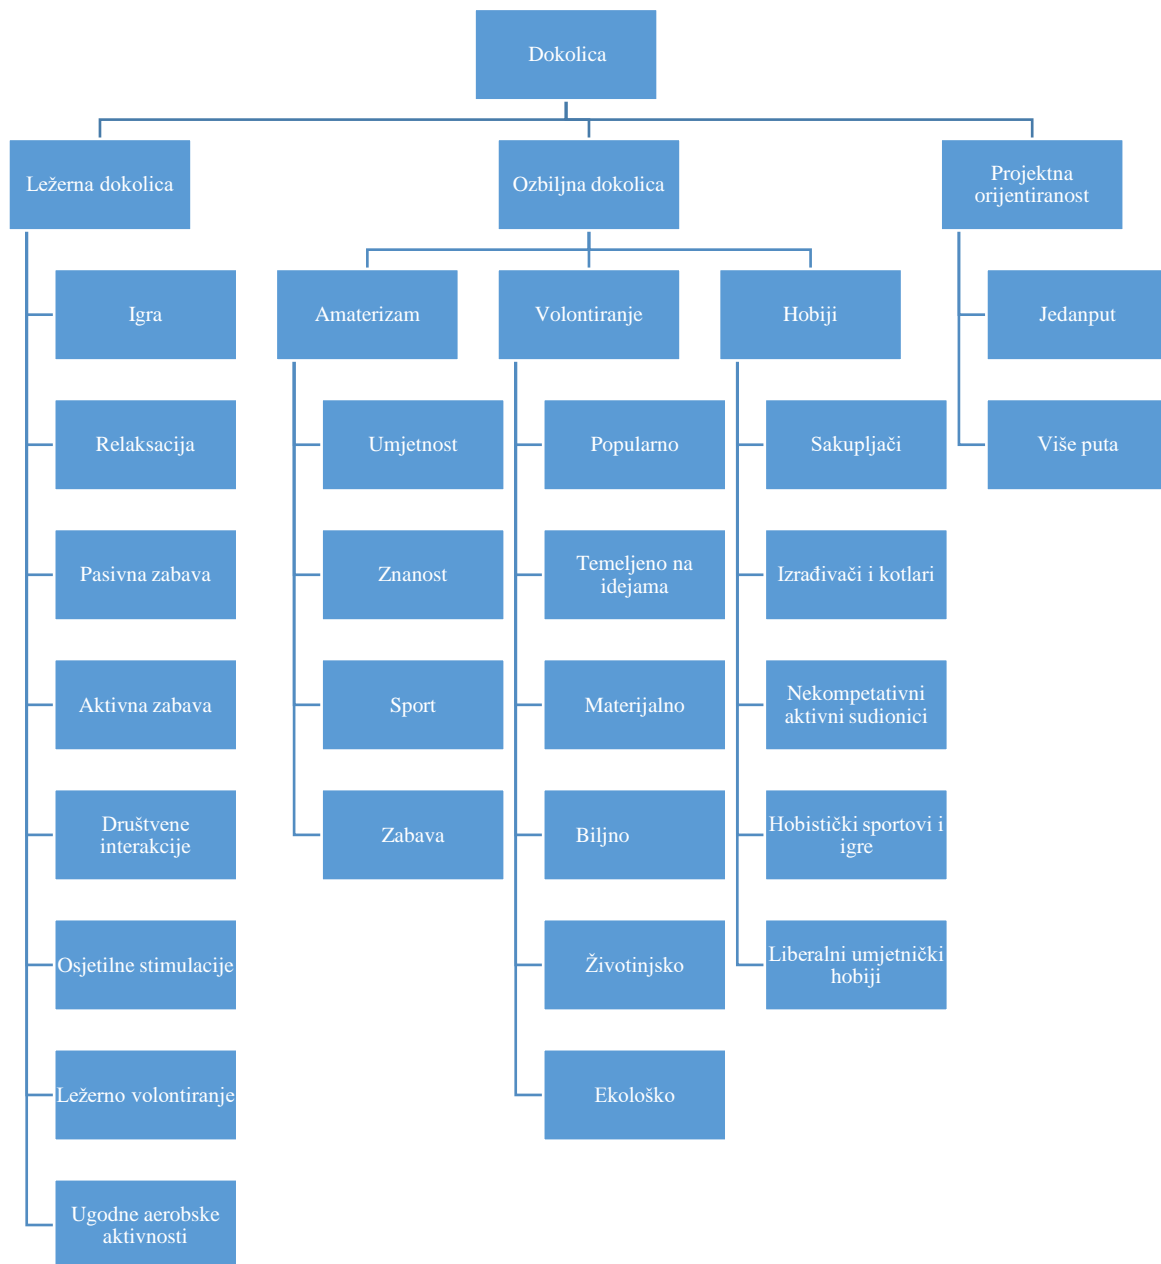 Dokolica
Ležerna dokolica
Ozbiljna dokolica
Projektna
orijentiranost
Igra
Relaksacija
Pasivna zabava
Aktivna zabava
Društvene
interakcije
Osjetilne stimulacije
Ležerno volontiranje
Ugodne aerobske
aktivnosti
Amaterizam
Umjetnost
Znanost
Sport
Zabava
Volontiranje
Popularno
Temeljeno na
idejama
Materijalno
Biljno
Životinjsko
Ekološko
Hobiji
Sakupljači
Izrađivači i kotlari
Nekompetativni
aktivni sudionici
Hobistički sportovi i
igre
Liberalni umjetnički
hobiji
Jedanput
Više puta